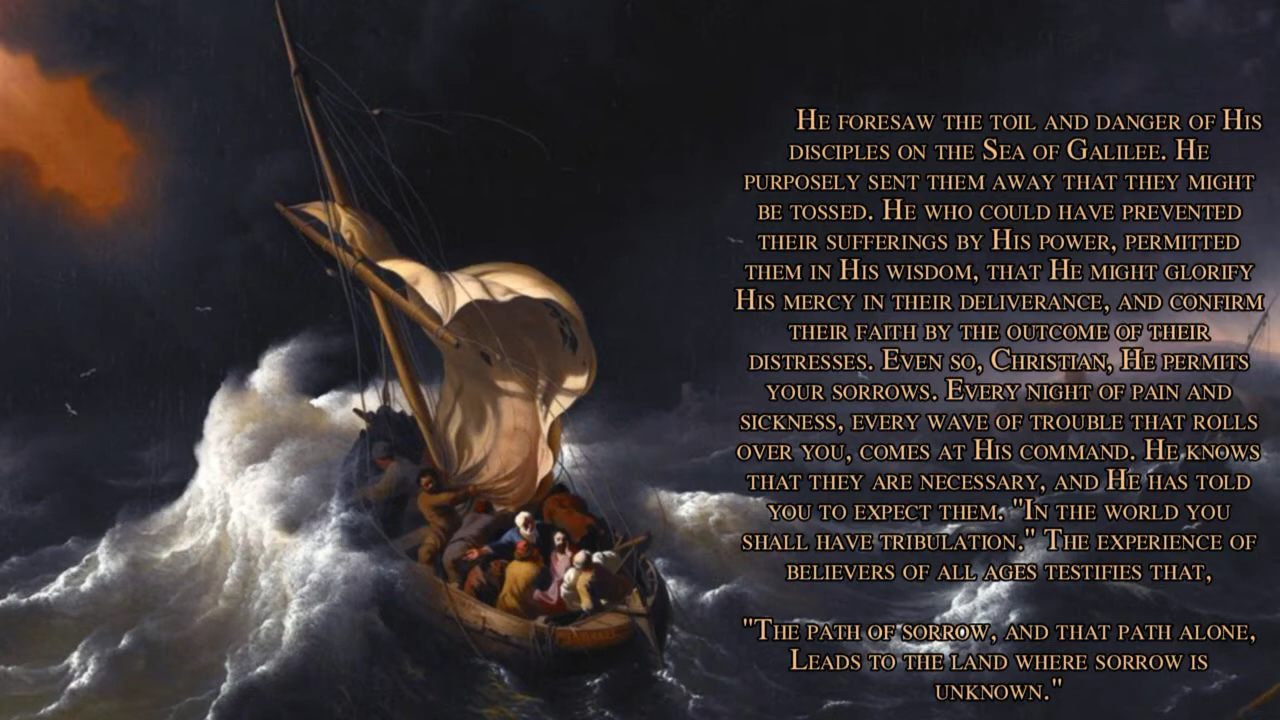 He foresaw the toil and danger of His
disciples on the Sea of Galilee. He
purposely sent them away that they might
be tossed. He who could have prevented
their sufferings by His power, permitted
them in His wisdom, that He might glorify
His mercy in their deliverance, and confirm
their faith by the outcome of their
distresses. Even so, Christian, He permits
your sorrows. Every night of pain and
sickness, every wave of trouble that rolls
over you, comes at His command. He knows
that they are necessary, and He has told
you to expect them. "In the world you
shall have tribulation." The experience of
believers of all ages testifies that,
"The path of sorrow, and that path alone,
Leads to the land where sorrow is
unknown."